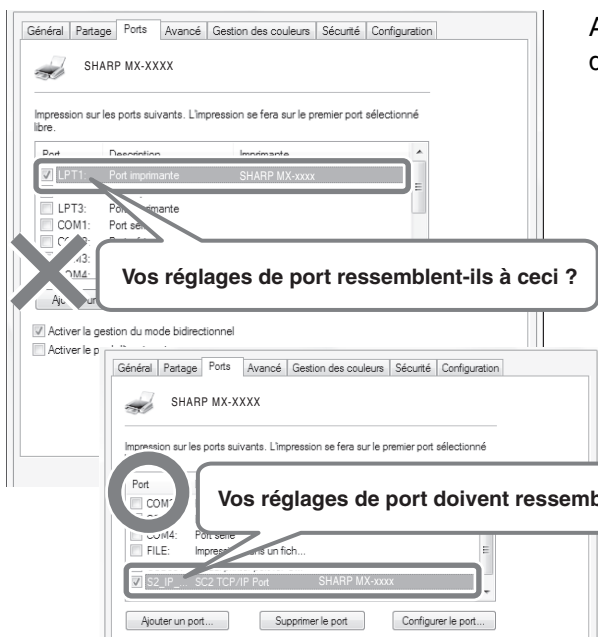 Général Partage Ports Avancé Gestion des couleurs Sécurité Configuration
SHARP MX-XXXX
Impression sur les ports suivants. L'impression se fera sur le premier port sélectionné
libre.
Port Description Imprimante
LPT1: Port imprimante SHARP MX-xxxx
LPT3: Port imprimante
COM1: Port
Vos réglages de port ressemblent-ils à ceci ?
Activer la gestion du mode bidirectionnel
Activer le
Général Partage Ports Avancé Gestion des couleurs Sécurité Configuration
SHARP MX-XXXX
Impression sur les ports suivants. L'impression se fera sur le premier port sélectionné
Port
Vos réglages de port doivent
COM4: Port série
FILE: un fich...
S2_IP_... SC2 TCP/IP Port SHARP MX-xxxx
Ajouter un port... Supprimer le port Configurer le port...